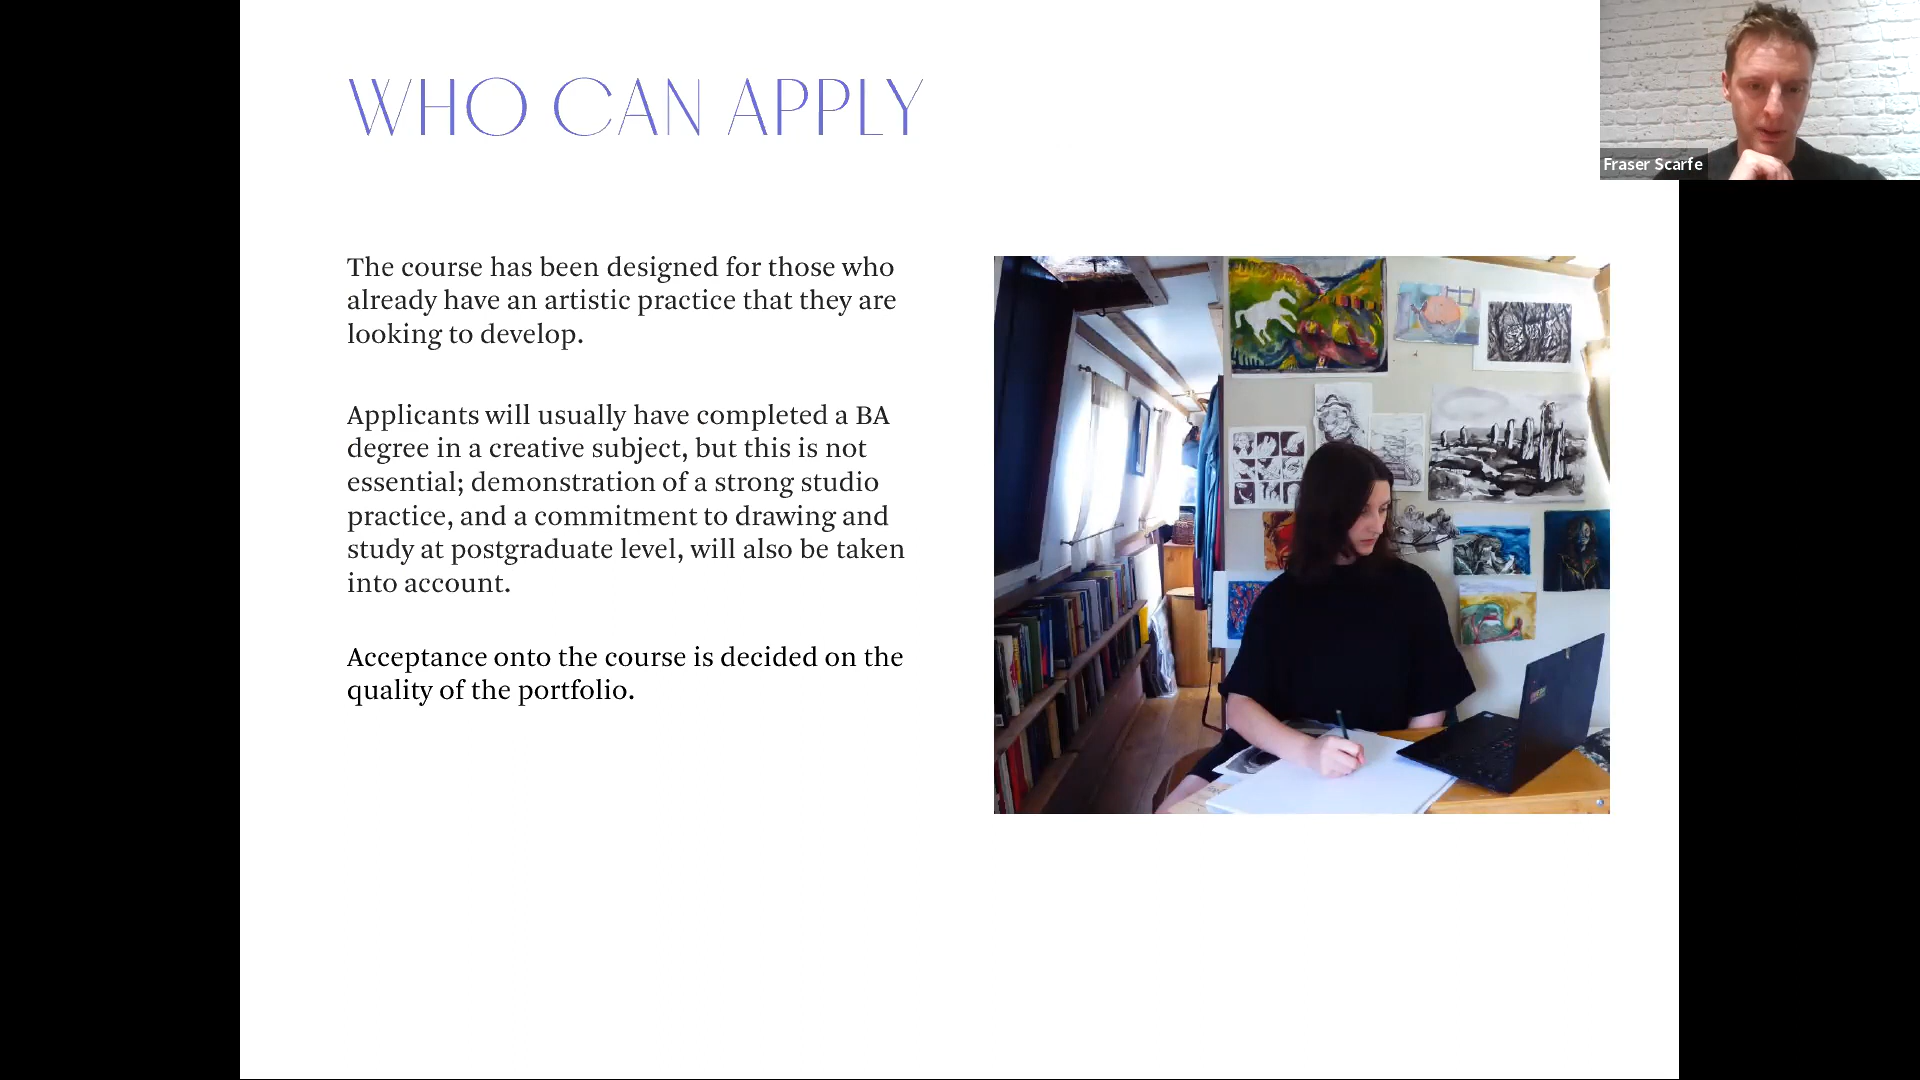 WHO CAN APPLY
Fraser Scarfe
The course has been designed for those who
already have an artistic practice that they are
looking to develop.
Applicants will usually have completed a BA
degree in a creative subject, but this is not
essential; demonstration of a strong studio
practice, and a commitment to drawing and
study at postgraduate level, will also be taken
into account.
Acceptance onto the course is decided on the
quality of the portfolio.